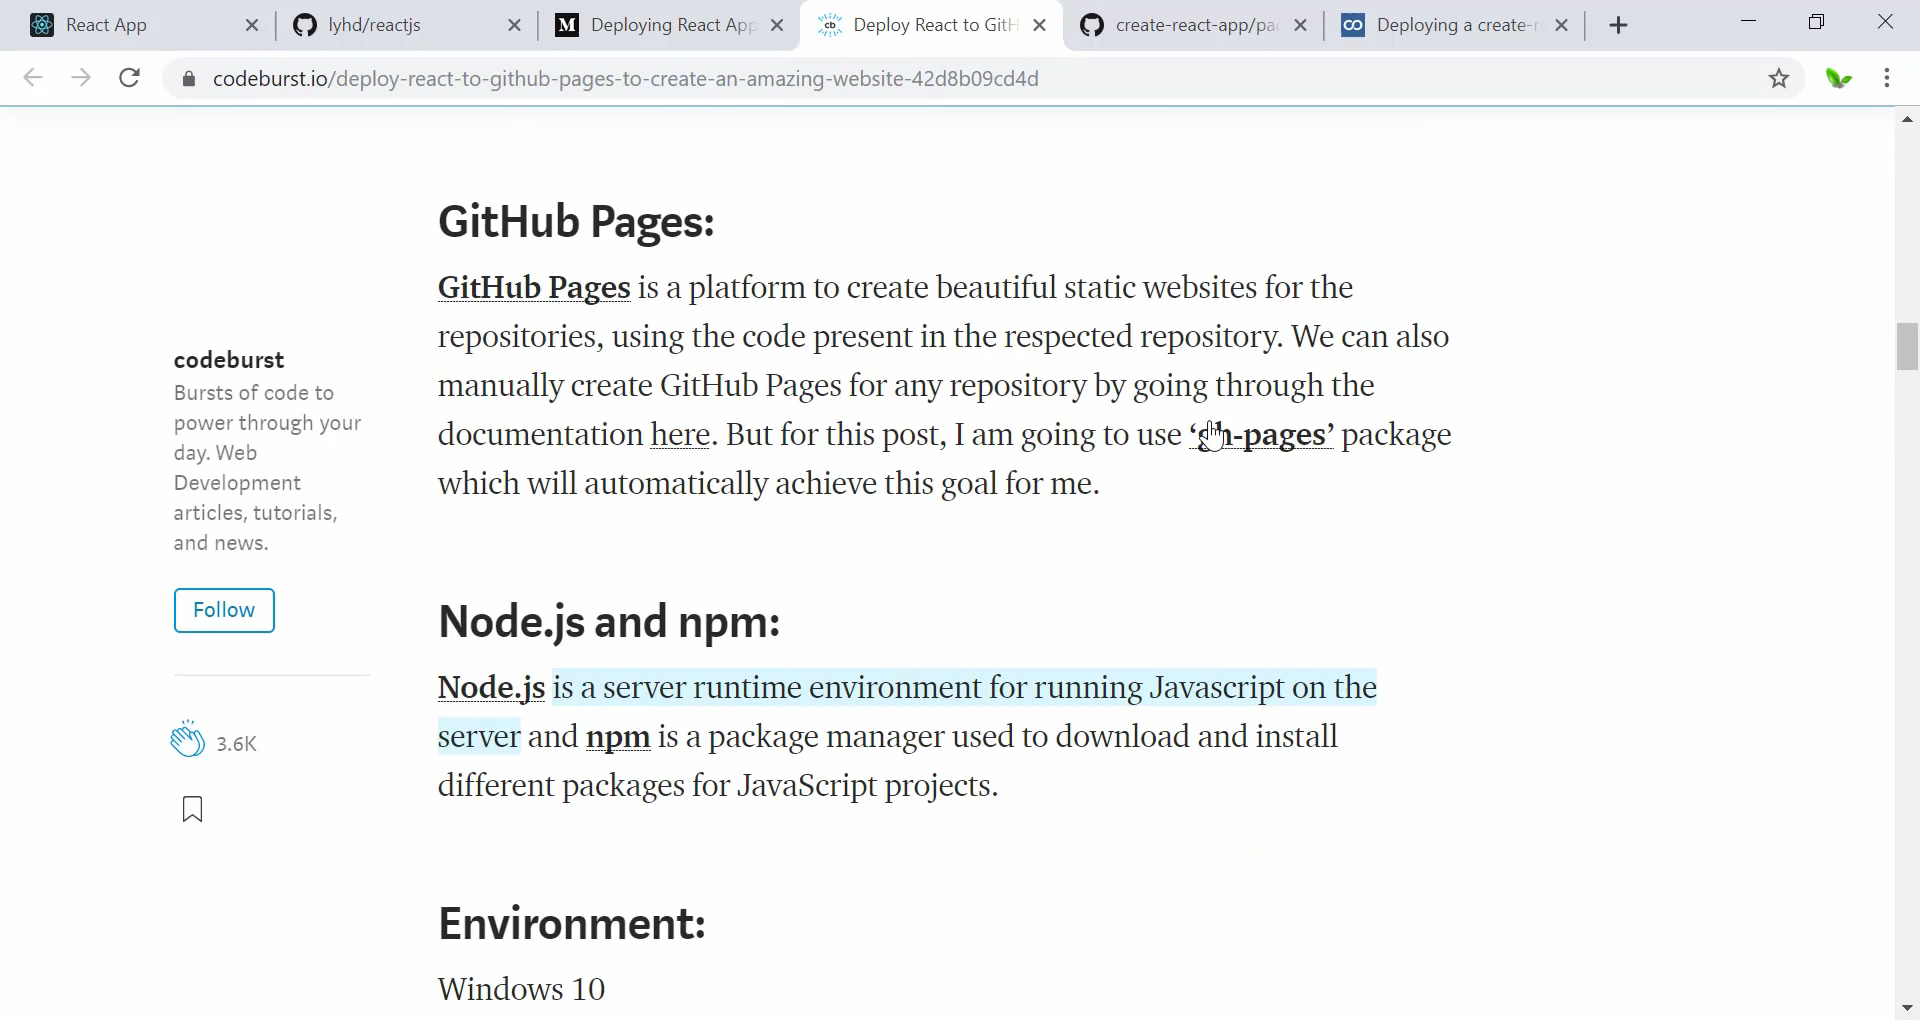 React App
lyhd/reactjs
Deploying React App
Deploy React to GitH
create-react-app/pac
Deploying a create-r
codeburst.io/deploy-react-to-github-pages-to-create-an-amazing-website-42d8b09cd4d
GitHub Pages:
GitHub Pages is a platform to create beautiful static websites for the
repositories, using the code present in the respected repository. We can also
manually create GitHub Pages for any repository by going through the
documentation here. But for this post, I am going to use ‘gh-pages’ package
which will automatically achieve this goal for me.
codeburst
Bursts of code to
power through your
day. Web
Development
articles, tutorials,
and news.
Follow
3.6K
Node.js and npm:
Node.js is a server runtime environment for running Javascript on the
server and npm is a package manager used to download and install
different packages for JavaScript projects.
Environment:
Windows 10